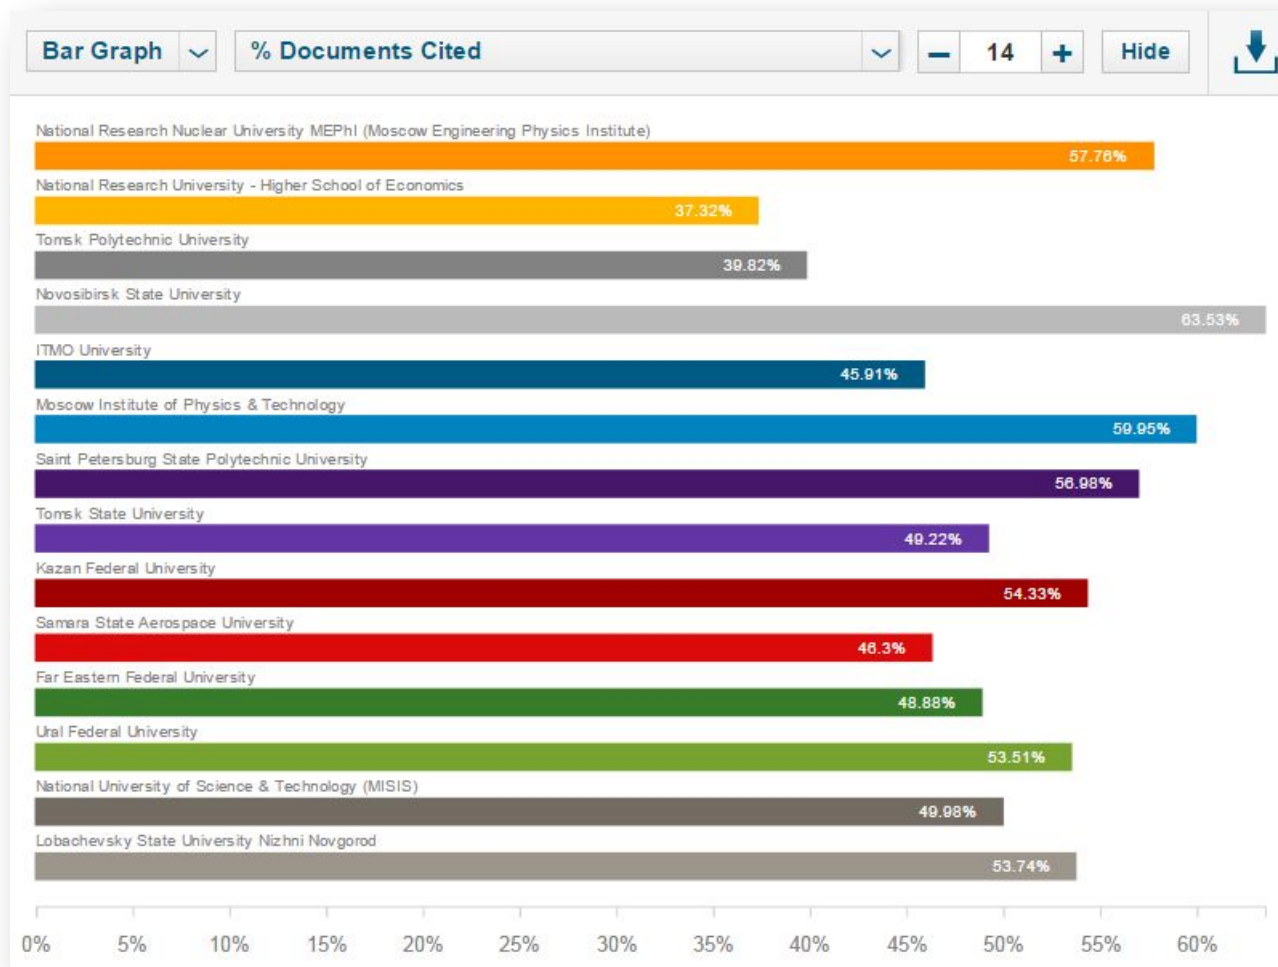 Bar Graph % Documents Cited 14 Hide
National Research Nuclear University MEPhI (Moscow Engineering Physics Institute)
57.76%
National Research University - Higher School of Economics
37.32%
Tomsk Polytechnic University
39.82%
Novosibirsk State University
63.53%
ITMO University
45.91%
Moscow Institute of Physics & Technology
59.95%
Saint Petersburg State Polytechnic University
56.98%
Tomsk State University
49.22%
Kazan Federal University
54.33%
Samara State Aerospace University
46.3%
Far Eastern Federal University
48.88%
Ural Federal University
53.51%
National University of Science & Technology (MISIS)
49.98%
Lobachevsky State University Nizhni Novgorod
53.74%
0% 5% 10% 15% 20% 25% 30% 35% 40% 45% 50% 55% 60%